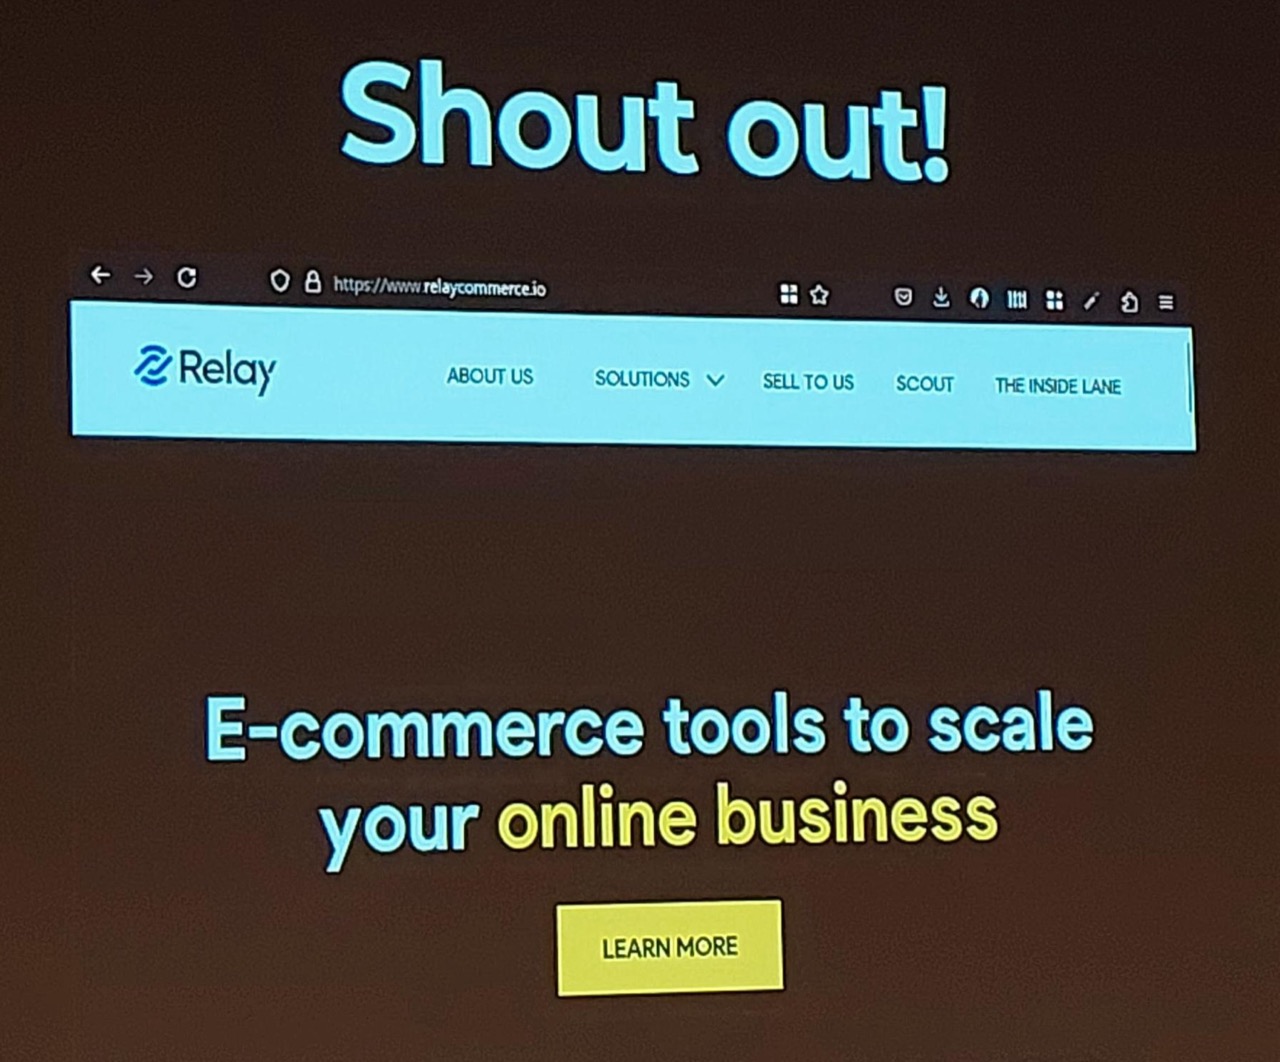 Shout out!
https://www.relaycommerce.io
Relay ABOUT US SOLUTIONS SELL TO US SCOUT THE INSIDE LANE
E-commerce tools to scale
your online business
LEARN MORE